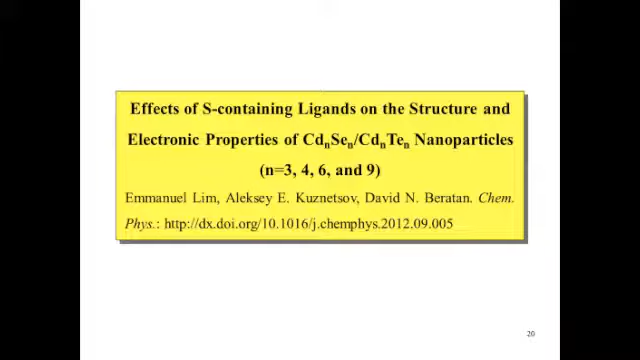 Effects of S-containing Ligands on the Structure and
Electronic Properties of CdnSen/CdnTen Nanoparticles
(n=3, 4, 6, and 9)
Emmanuel Lim, Aleksey E. Kuznetsov, David N. Beratan. Chem.
Phys.: http://dx.doi.org/10.1016/j.chemphys.2012.09.005
20